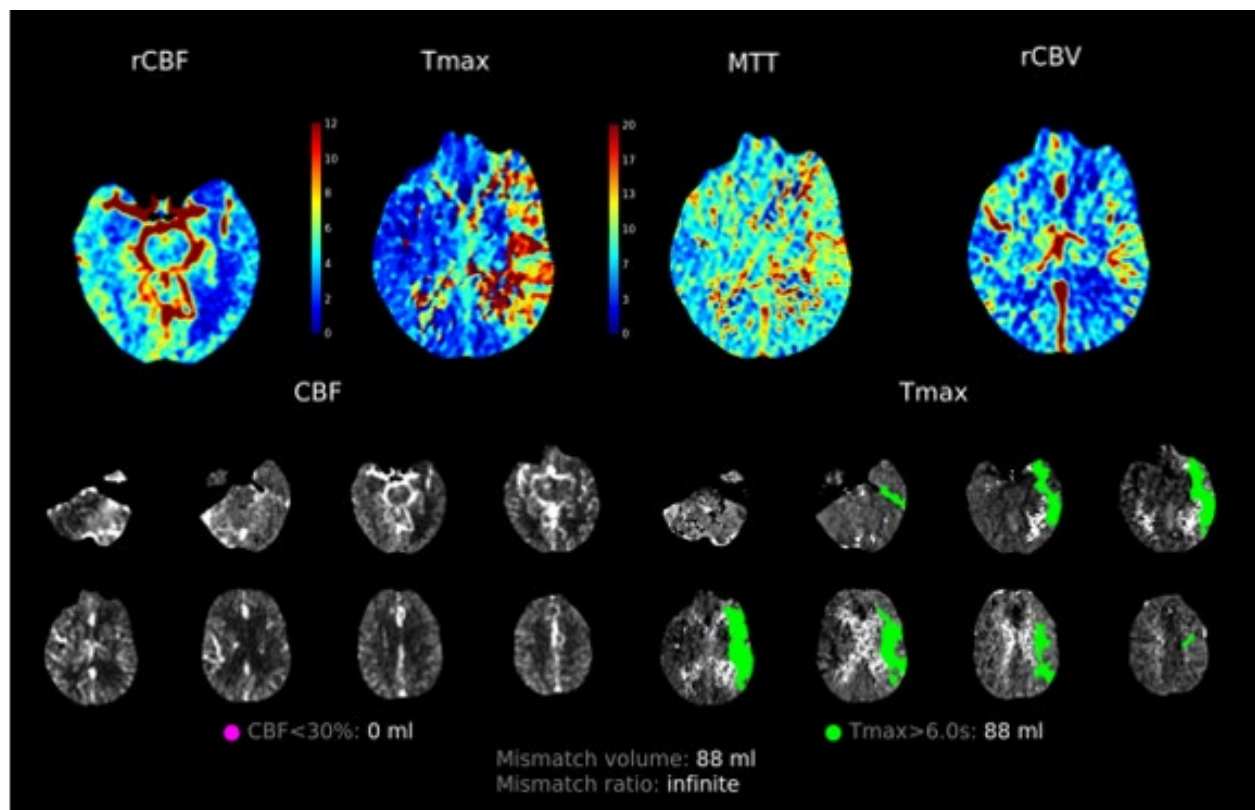 rCBF
Tmax
MTT
rCBV
12
10
8
6
4
2
0
20
17
13
10
7
3
0
CBF
Tmax
CBF<30%: 0 ml
Tmax>6.0s: 88 ml
Mismatch volume: 88 ml
Mismatch ratio: infinite